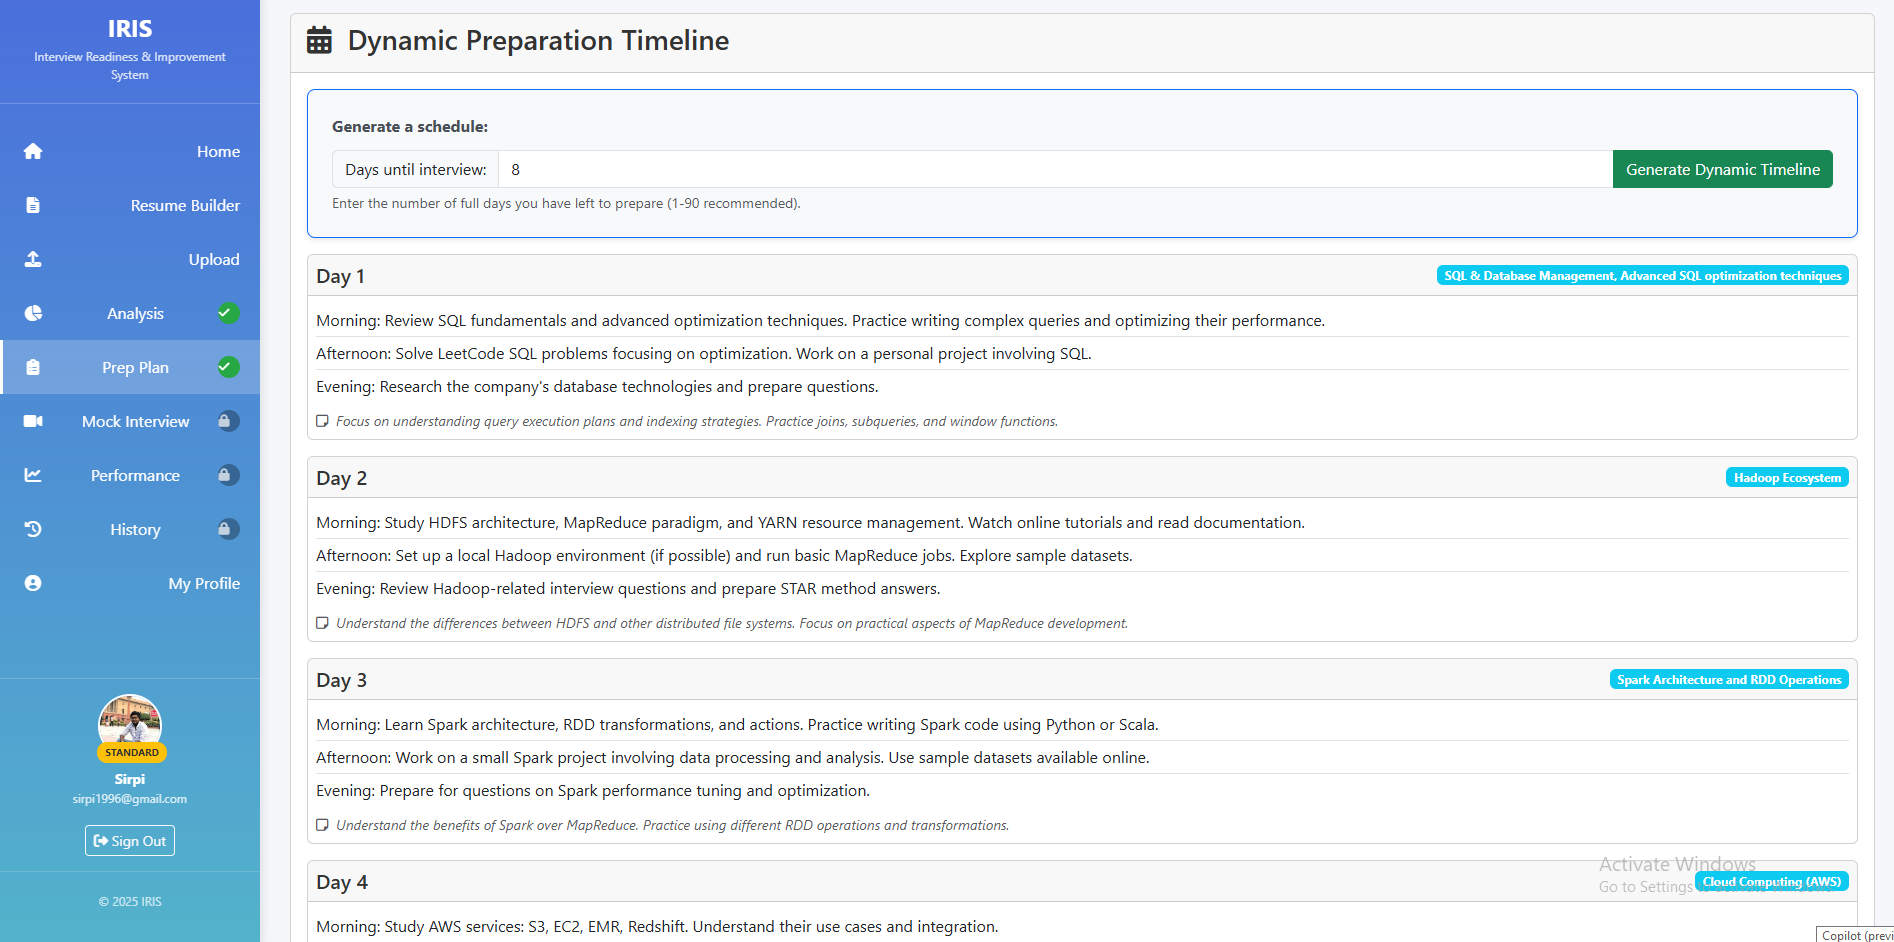 IRIS
Interview Readiness & Improvement
System
Home
Resume Builder
Upload
Analysis
Prep Plan
Mock Interview
Performance
History
My Profile
STANDARD
Sirpi
sirpi1996@gmail.com
Sign Out
© 2025 IRIS
Dynamic Preparation Timeline
Generate a schedule:
Days until interview: 8 Generate Dynamic Timeline
Enter the number of full days you have left to prepare (1-90 recommended).
Day 1 SQL & Database Management, Advanced SQL optimization techniques
Morning: Review SQL fundamentals and advanced optimization techniques. Practice writing complex queries and optimizing their performance.
Afternoon: Solve LeetCode SQL problems focusing on optimization. Work on a personal project involving SQL.
Evening: Research the company's database technologies and prepare questions.
Focus on understanding query execution plans and indexing strategies. Practice joins, subqueries, and window functions.
Day 2 Hadoop Ecosystem
Morning: Study HDFS architecture, MapReduce paradigm, and YARN resource management. Watch online tutorials and read documentation.
Afternoon: Set up a local Hadoop environment (if possible) and run basic MapReduce jobs. Explore sample datasets.
Evening: Review Hadoop-related interview questions and prepare STAR method answers.
Understand the differences between HDFS and other distributed file systems. Focus on practical aspects of MapReduce development.
Day 3 Spark Architecture and RDD Operations
Morning: Learn Spark architecture, RDD transformations, and actions. Practice writing Spark code using Python or Scala.
Afternoon: Work on a small Spark project involving data processing and analysis. Use sample datasets available online.
Evening: Prepare for questions on Spark performance tuning and optimization.
Understand the benefits of Spark over MapReduce. Practice using different RDD operations and transformations.
Activate Windows
Go to Settings
Day 4 Cloud Computing (AWS)
Morning: Study AWS services: S3, EC2, EMR, Redshift. Understand their use cases and integration.
Copilot (previ